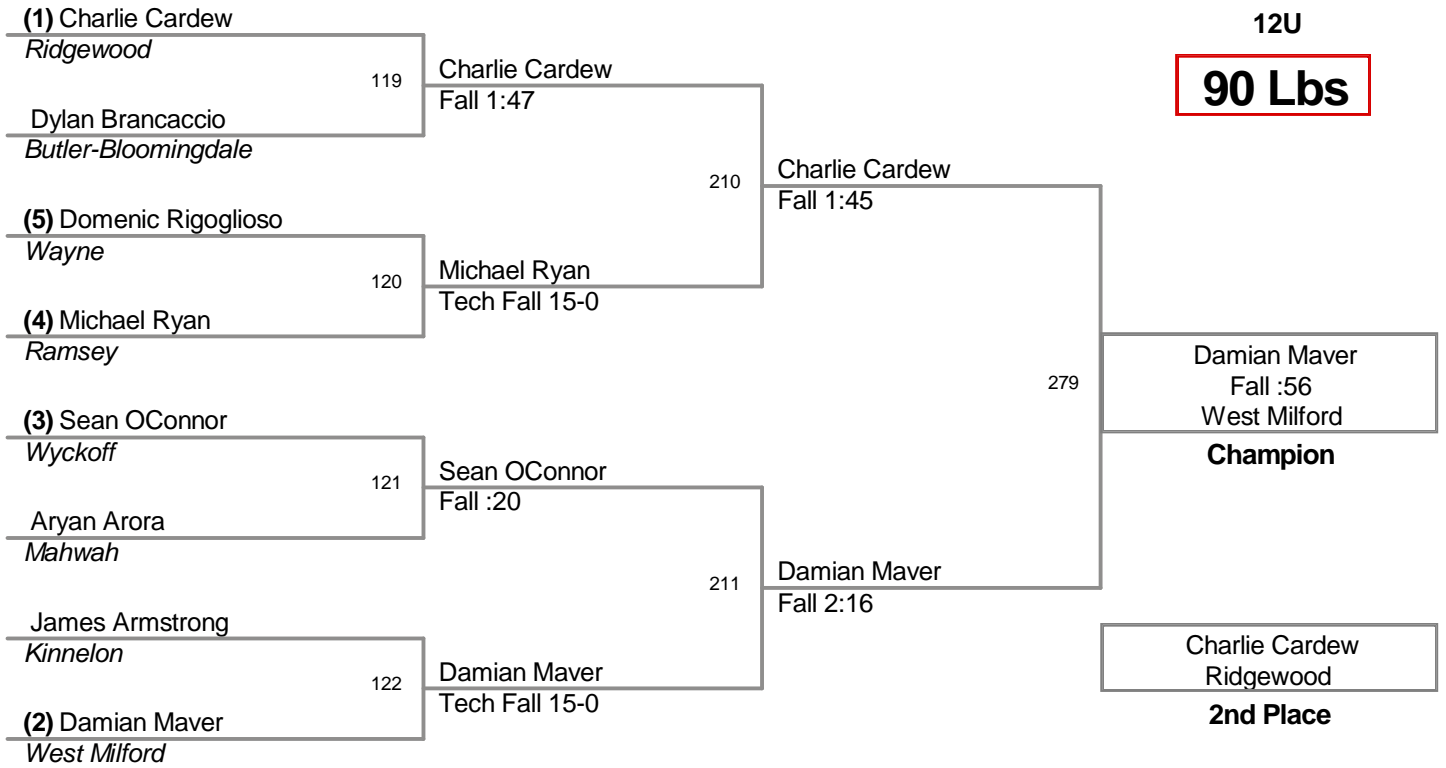 (1) Charlie Cardew
Ridgewood
119
Charlie Cardew
Fall 1:47
Dylan Brancaccio
Butler-Bloomingdale
210
Charlie Cardew
Fall 1:45
(5) Domenic Rigoglioso
Wayne
120
Michael Ryan
Tech Fall 15-0
(4) Michael Ryan
Ramsey
279
(3) Sean OConnor
Wyckoff
121
Sean OConnor
Fall :20
Aryan Arora
Mahwah
211
Damian Maver
Fall 2:16
James Armstrong
Kinnelon
122
Damian Maver
Tech Fall 15-0
(2) Damian Maver
West Milford
12U
90 Lbs
Damian Maver
Fall :56
West Milford
Champion
Charlie Cardew
Ridgewood
2nd Place